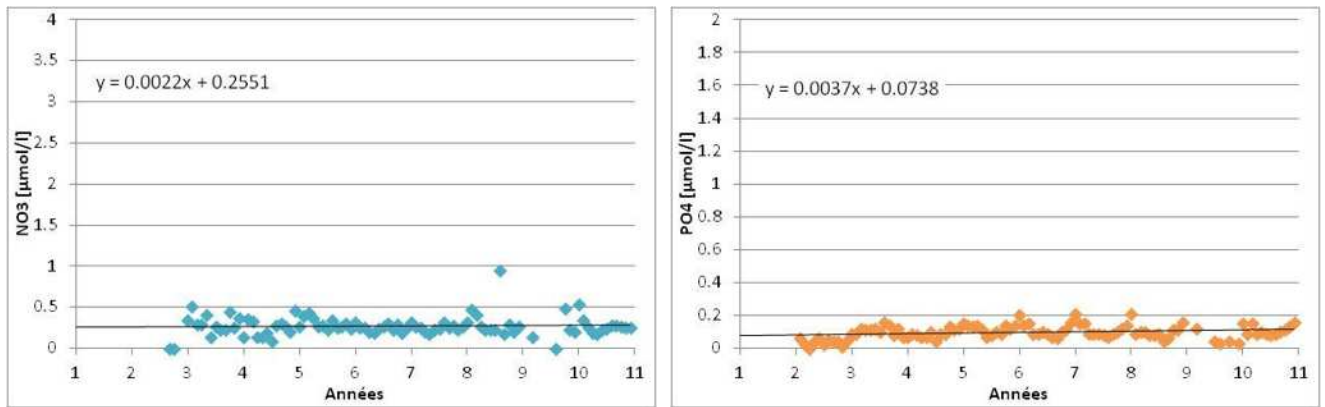 4
3.5
3
2.5
2
1.5
1
0.5
0
y = 0.0022x + 0.2551
NO3 [µmol/l]
1 2 3 4 5 6 7 8 9 10 11
Années
2
1.8
1.6
1.4
1.2
1
0.8
0.6
0.4
0.2
0
y = 0.0037x + 0.0738
PO4 [µmol/l]
1 2 3 4 5 6 7 8 9 10 11
Années